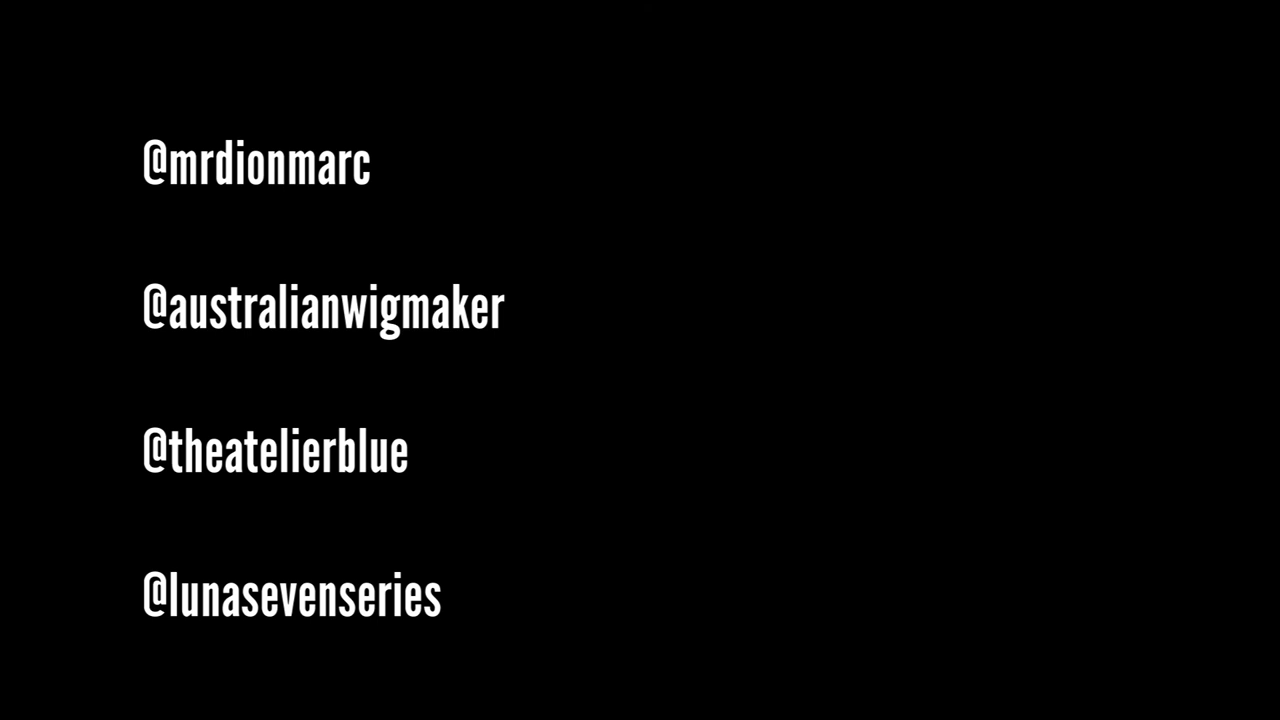 @mrdionmarc
@australianwigmaker
@theatelierblue
@lunasevenseries